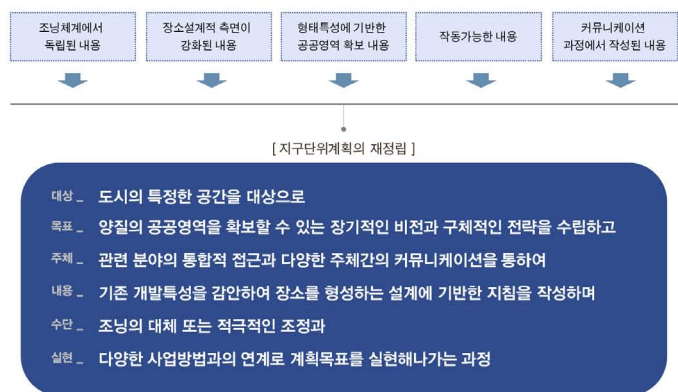 조닝체계에서
독립된 내용
장소설계적 측면이
강화된 내용
형태특성에 기반한
공공영역 확보 내용
작동가능한 내용
커뮤니케이션
과정에서 작성된 내용
[ 지구단위계획의 재정립 ]
대상 _ 도시의 특정한 공간을 대상으로
목표 _ 양질의 공공영역을 확보할 수 있는 장기적인 비전과 구체적인 전략을 수립하고
주체 _ 관련 분야의 통합적 접근과 다양한 주체간의 커뮤니케이션을 통하여
내용 _ 기존 개발특성을 감안하여 장소를 형성하는 설계에 기반한 지침을 작성하며
수단 _ 조닝의 대체 또는 적극적인 조정과
실현 _ 다양한 사업방법과의 연계로 계획목표를 실현해나가는 과정